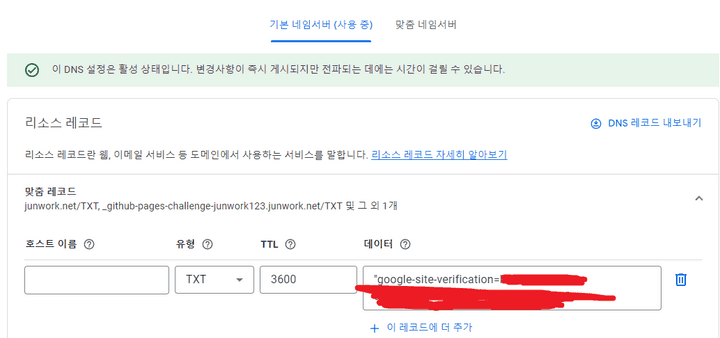 기본 네임서버 (사용 중) 맞춤 네임서버
이 DNS 설정은 활성 상태입니다. 변경사항이 즉시 게시되지만 전파되는 데에는 시간이 걸릴 수 있습니다.
리소스 레코드 DNS 레코드 내보내기
리소스 레코드란 웹, 이메일 서비스 등 도메인에서 사용하는 서비스를 말합니다. 리소스 레코드 자세히 알아보기
맞춤 레코드
junwork.net/TXT, _github-pages-challenge-junwork123.junwork.net/TXT 및 그 외 1개
호스트 이름 유형 TTL 데이터
TXT 3600 "google-site-verification=
+ 이 레코드에 더 추가